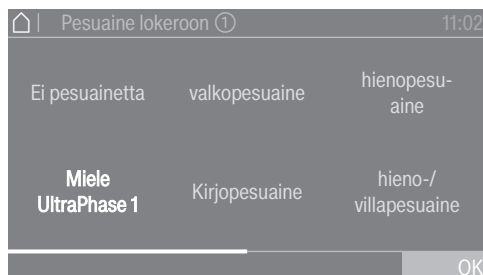 Pesuaine lokeroon ① 11:02
Ei pesuainetta
valkopesuaine
hienopesu-
aine
Miele
UltraPhase 1
Kirjopesuaine
hieno-/
villapesuaine
OK